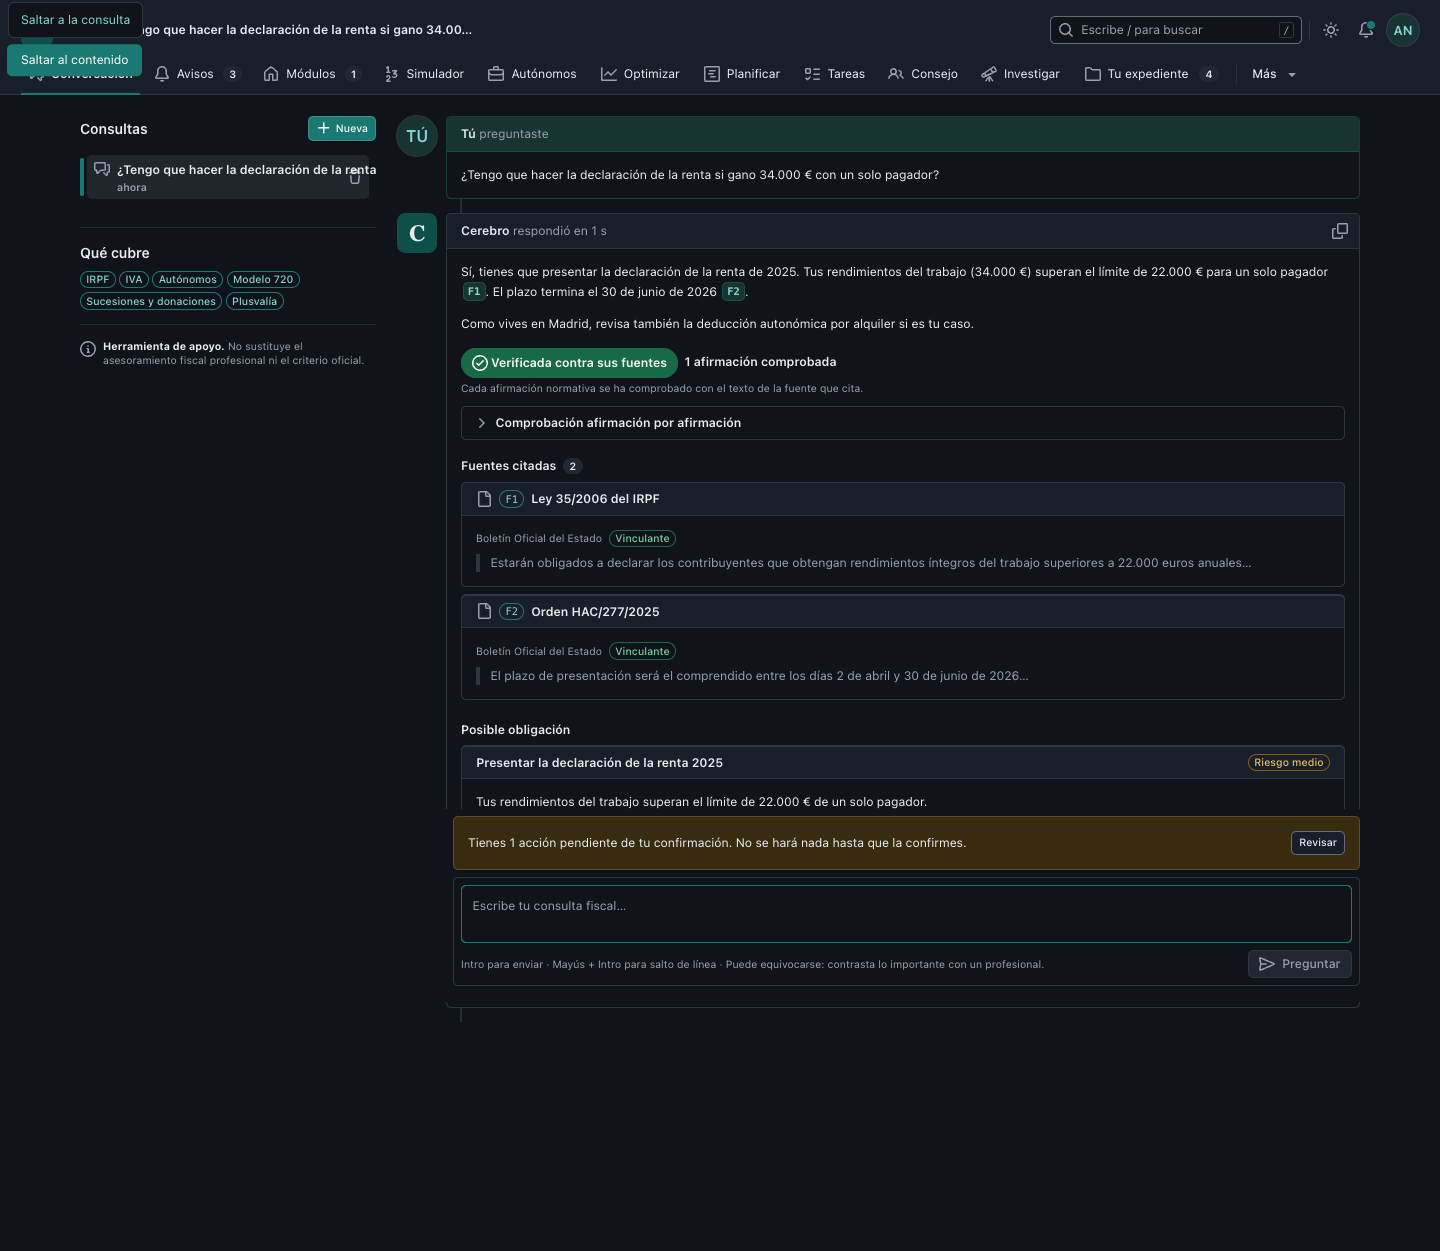 Saltar a la consulta
go que hacer la declaración de la renta si gano 34.00...
Escribe / para buscar
/
AN
Saltar al contenido
Avisos 3
Módulos 1
Simulador
Autónomos
Optimizar
Planificar
Tareas
Consejo
Investigar
Tu expediente 4
Más
Consultas
Nueva
¿Tengo que hacer la declaración de la renta
ahora
Qué cubre
IRPF IVA Autónomos Modelo 720
Sucesiones y donaciones Plusvalía
Herramienta de apoyo. No sustituye el
asesoramiento fiscal profesional ni el criterio oficial.
TÚ
Tú preguntaste
¿Tengo que hacer la declaración de la renta si gano 34.000 € con un solo pagador?
C
Cerebro respondió en 1 s
Sí, tienes que presentar la declaración de la renta de 2025. Tus rendimientos del trabajo (34.000 €) superan el límite de 22.000 € para un solo pagador
F1. El plazo termina el 30 de junio de 2026 F2.
Como vives en Madrid, revisa también la deducción autonómica por alquiler si es tu caso.
Verificada contra sus fuentes 1 afirmación comprobada
Cada afirmación normativa se ha comprobado con el texto de la fuente que cita.
Comprobación afirmación por afirmación
Fuentes citadas 2
F1 Ley 35/2006 del IRPF
Boletín Oficial del Estado Vinculante
Estarán obligados a declarar los contribuyentes que obtengan rendimientos íntegros del trabajo superiores a 22.000 euros anuales...
F2 Orden HAC/277/2025
Boletín Oficial del Estado Vinculante
El plazo de presentación será el comprendido entre los días 2 de abril y 30 de junio de 2026...
Posible obligación
Presentar la declaración de la renta 2025 Riesgo medio
Tus rendimientos del trabajo superan el límite de 22.000 € de un solo pagador.
Tienes 1 acción pendiente de tu confirmación. No se hará nada hasta que la confirmes. Revisar
Escribe tu consulta fiscal...
Intro para enviar · Mayús + Intro para salto de línea · Puede equivocarse: contrasta lo importante con un profesional.
Preguntar